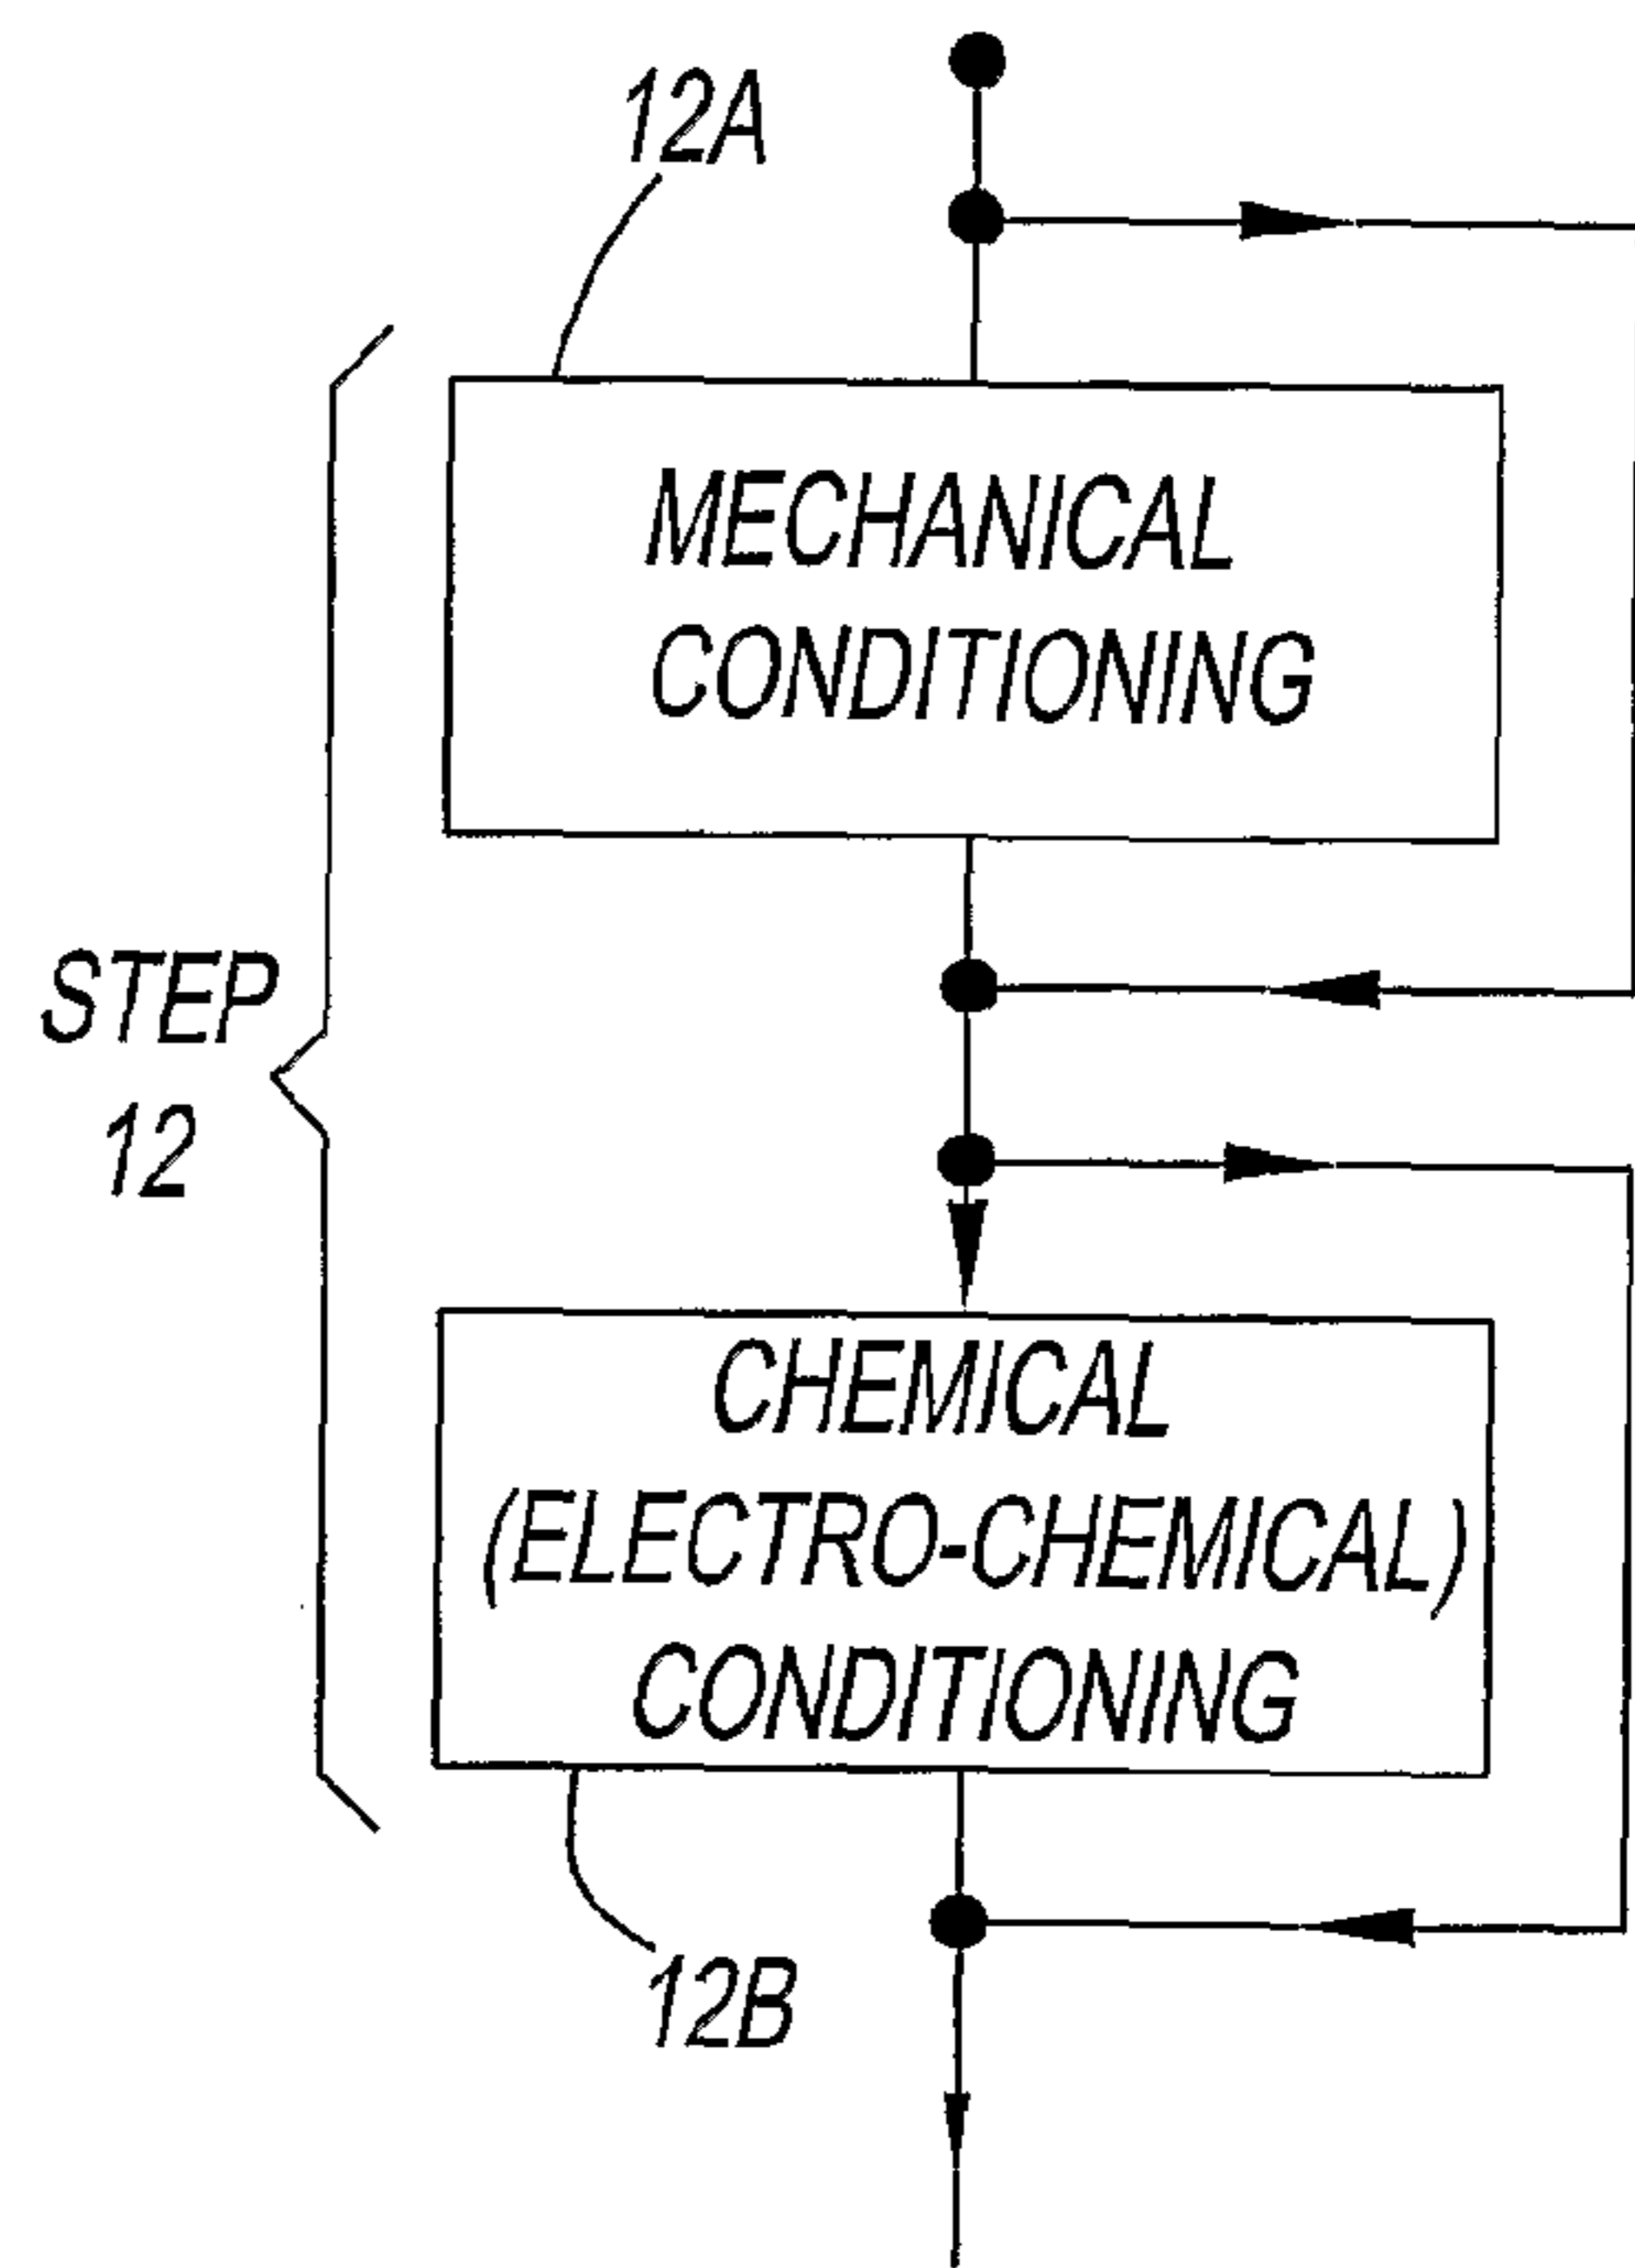 12A
MECHANICAL
CONDITIONING
STEP
12
CHEMICAL
(ELECTRO-CHEMICAL)
CONDITIONING
12B